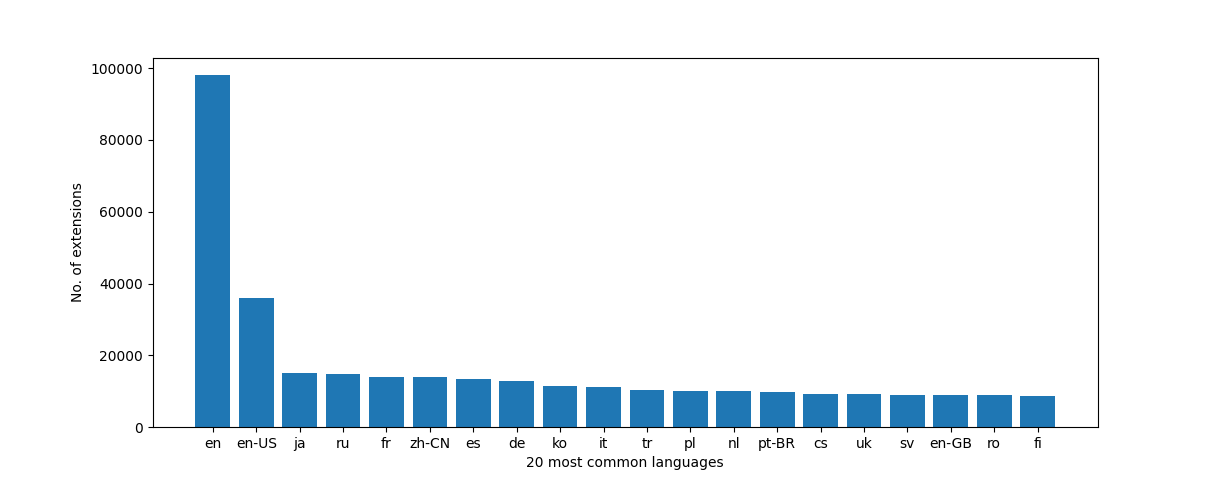 100000
80000
60000
40000
20000
0
No. of extensions
en en-US ja ru fr zh-CN es de ko it tr pl nl pt-BR cs uk sv en-GB ro fi
20 most common languages